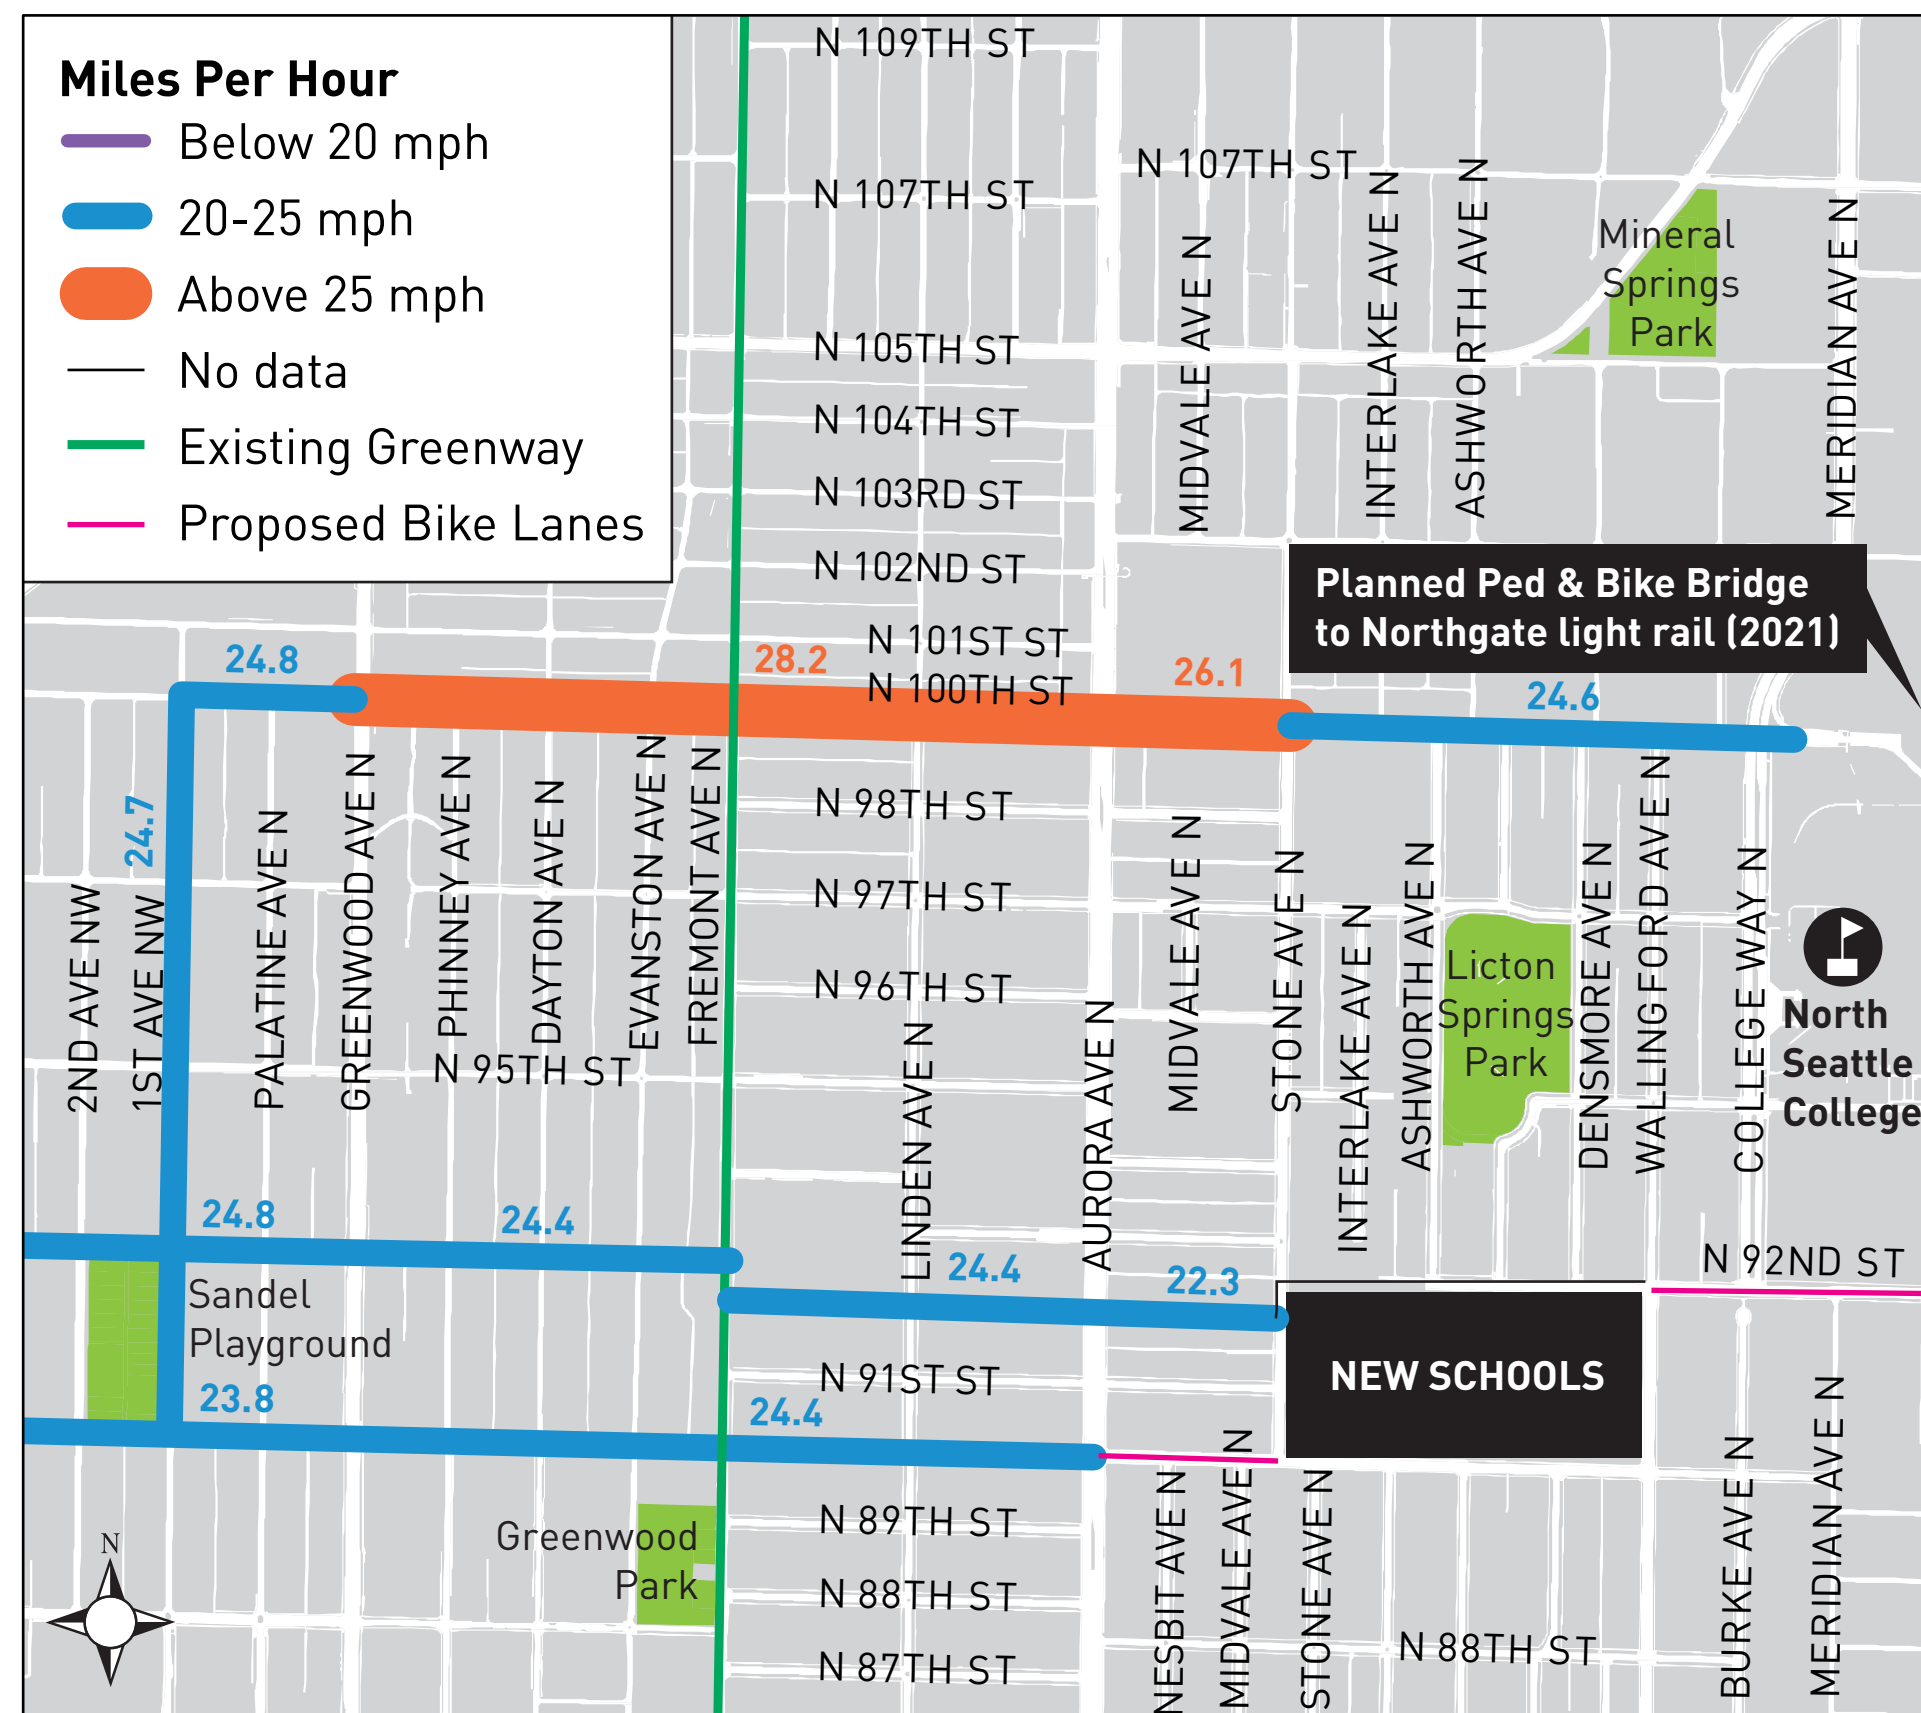 Miles Per Hour
Below 20 mph
20-25 mph
Above 25 mph
No data
Existing Greenway
Proposed Bike Lanes
N 109TH ST
N 107TH ST
N 107TH ST
MIDVALE AVE N
INTERLAKE AVE N
ASHWORTH AVE N
Mineral
Springs
Park
MERIDIAN AVE N
N 105TH ST
N 104TH ST
N 103RD ST
N 102ND ST
Planned Ped & Bike Bridge
to Northgate light rail (2021)
N 101ST ST
24.8
28.2
26.1
N 100TH ST
24.6
24.7
2ND AVE NW
1ST AVE NW
PALATINE AVE N
GREENWOOD AVE N
PHINNEY AVE N
DAYTON AVE N
EVANSTON AVE N
FREMONT AVE N
N 98TH ST
N 97TH ST
N 96TH ST
N 95TH ST
LINDEN AVE N
AURORA AVE N
MIDVALE AVE N
STONE AVE N
INTERLAKE AVE N
ASHWORTH AVE N
Licton
Springs
Park
DENSMORE AVE N
WALLINGFORD AVE N
COLLEGE WAY N
North
Seattle
College
24.8
24.4
24.4
22.3
N 92ND ST
Sandel
Playground
N 91ST ST
NEW SCHOOLS
23.8
24.4
N 89TH ST
Greenwood
Park
N 88TH ST
N 87TH ST
NESBIT AVE N
MIDVALE AVE N
STONE AVE N
N 88TH ST
BURKE AVE N
MERIDIAN AVE N
N